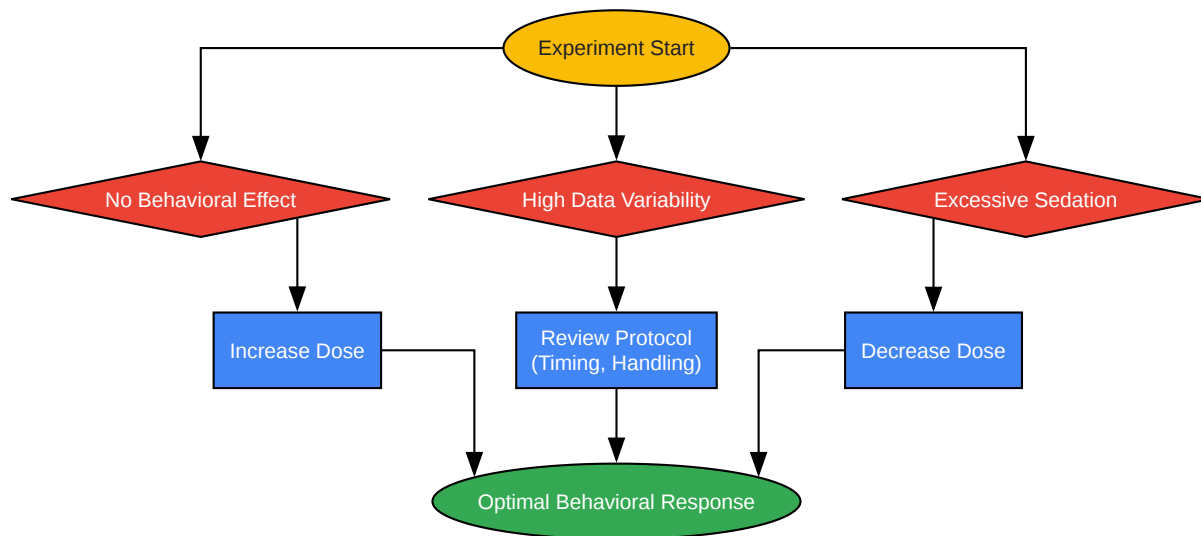 Experiment Start
No Behavioral Effect
High Data Variability
Excessive Sedation
Increase Dose
Review Protocol
(Timing, Handling)
Decrease Dose
Optimal Behavioral Response